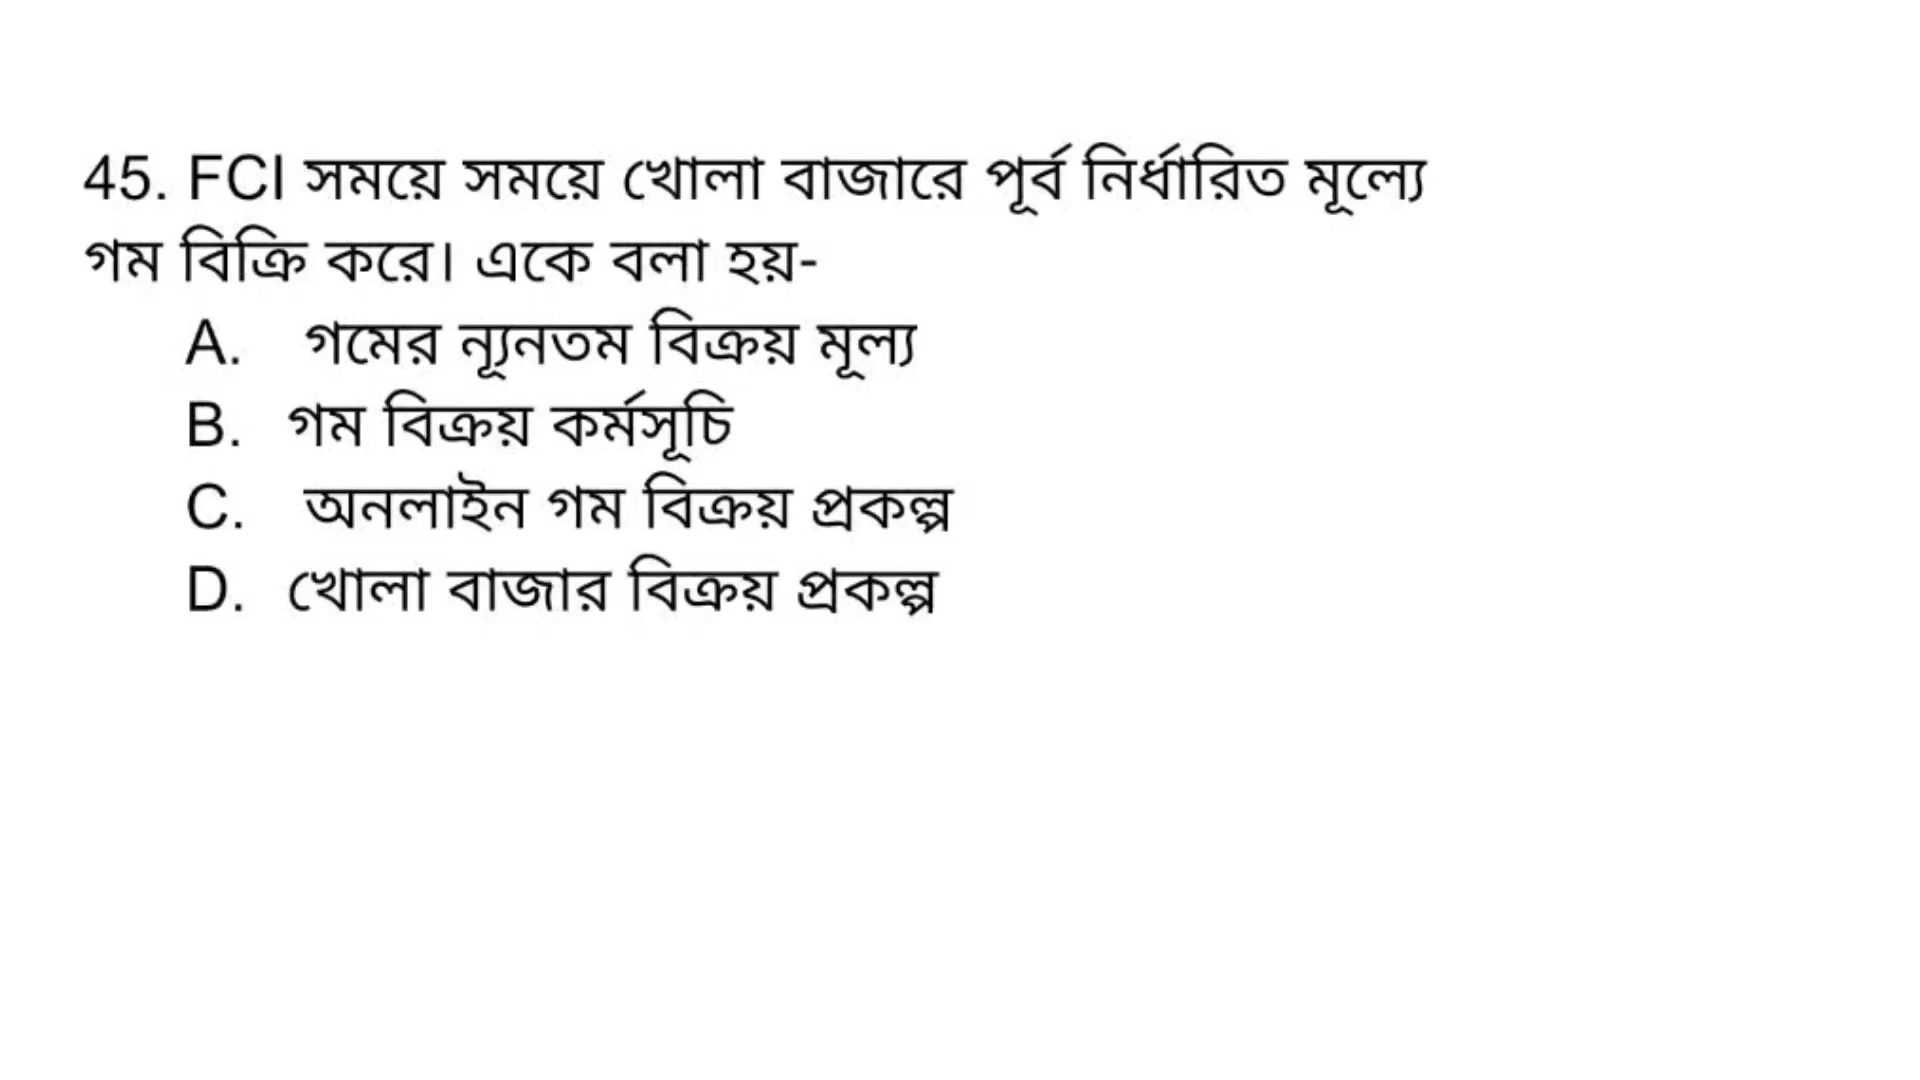 45. FCI সময়ে সময়ে খোলা বাজারে পূর্ব নির্ধারিত মূল্যে
গম বিক্রি করে। একে বলা হয়-
A. গমের ন্যূনতম বিক্রয় মূল্য
B. গম বিক্রয় কর্মসূচি
C. অনলাইন গম বিক্রয় প্রকল্প
D. খোলা বাজার বিক্রয় প্রকল্প